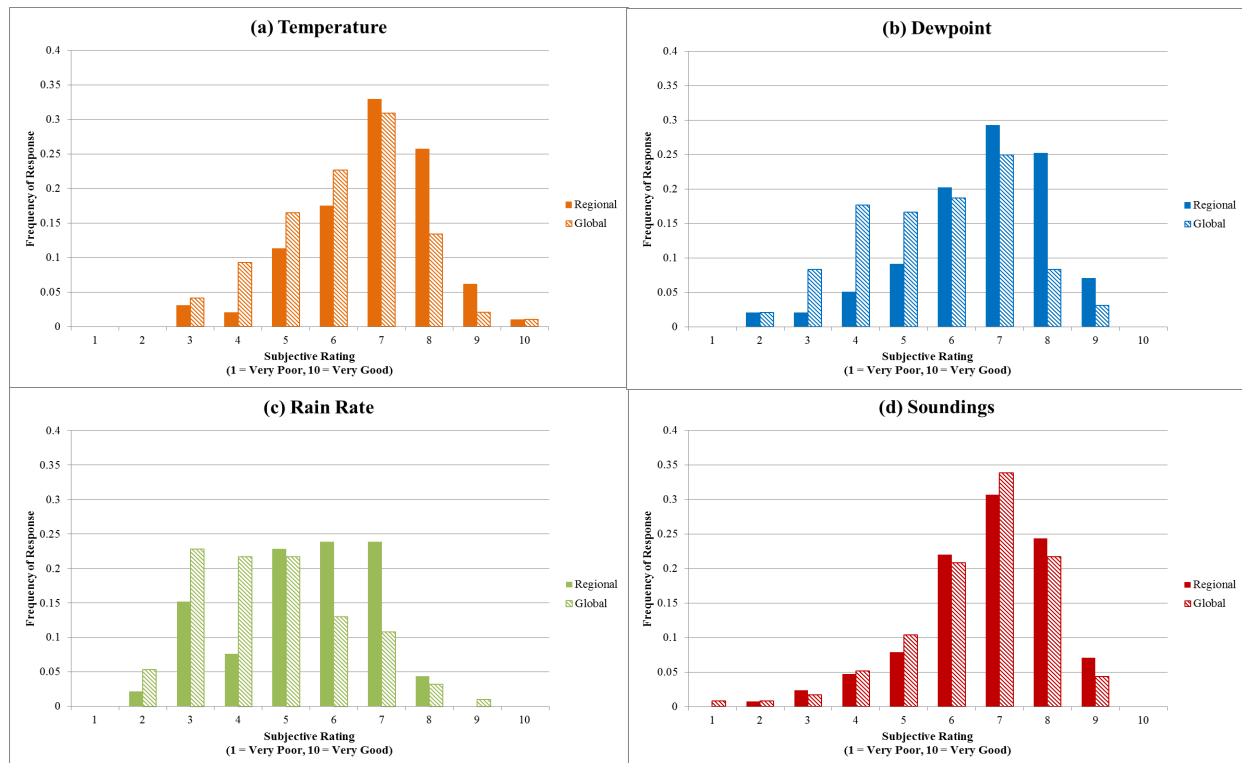 (a) Temperature
0.4
0.35
0.3
0.25
0.2
0.15
0.1
0.05
0
Frequency of Response
1 2 3 4 5 6 7 8 9 10
Subjective Rating
(1 = Very Poor, 10 = Very Good)
Regional
Global
(b) Dewpoint
0.4
0.35
0.3
0.25
0.2
0.15
0.1
0.05
0
Frequency of Response
1 2 3 4 5 6 7 8 9 10
Subjective Rating
(1 = Very Poor, 10 = Very Good)
Regional
Global
(c) Rain Rate
0.4
0.35
0.3
0.25
0.2
0.15
0.1
0.05
0
Frequency of Response
1 2 3 4 5 6 7 8 9 10
Subjective Rating
(1 = Very Poor, 10 = Very Good)
Regional
Global
(d) Soundings
0.4
0.35
0.3
0.25
0.2
0.15
0.1
0.05
0
Frequency of Response
1 2 3 4 5 6 7 8 9 10
Subjective Rating
(1 = Very Poor, 10 = Very Good)
Regional
Global